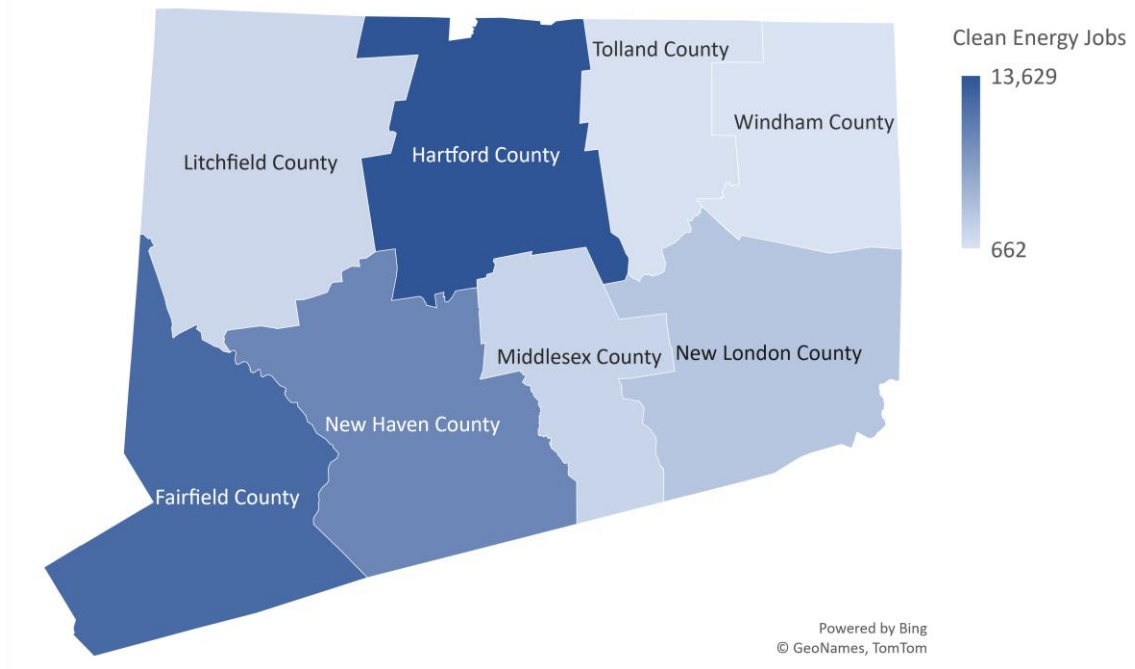 Clean Energy Jobs
13,629
662
Tolland County
Windham County
Litchfield County
Hartford County
Middlesex County
New London County
New Haven County
Fairfield County
Powered by Bing
© GeoNames, TomTom